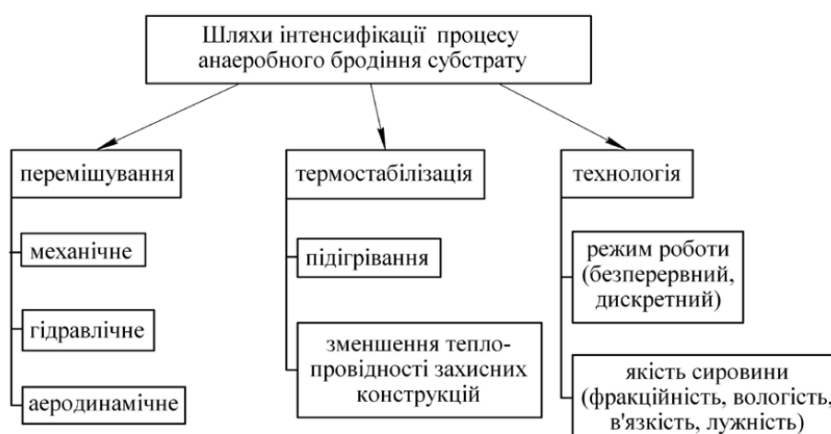 Шляхи інтенсифікації процесу
анаеробного бродіння субстрату
перемішування
механічне
гідравлічне
аеродинамічне
термостабілізація
підігрівання
зменшення тепло-
провідності захисних
конструкцій
технологія
режим роботи
(безперервний,
дискретний)
якість сировини
(фракційність, вологість,
в'язкість, лужність)